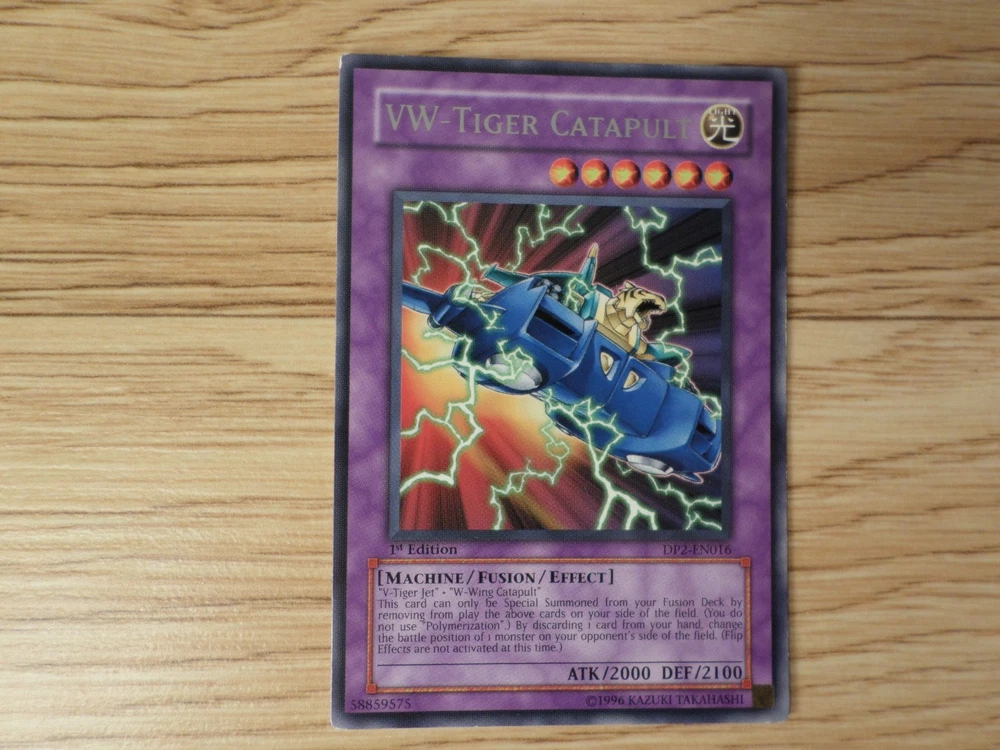 VW-Tiger Catapult
LIGHT
光
1st Edition
DP2-EN016
[Machine/Fusion/Effect]
"V-Tiger Jet" + "W-Wing Catapult"
This card can only be Special Summoned from your Fusion Deck by
removing from play the above cards on your side of the field. (You do
not use "Polymerization".) By discarding 1 card from your hand, change
the battle position of 1 monster on your opponent's side of the field. (Flip
Effects are not activated at this time.)
ATK/2000 DEF/2100
58859575
©1996 KAZUKI TAKAHASHI